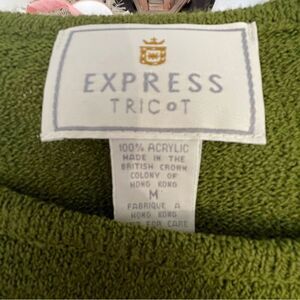 EXPRESS
TRICOT
100% ACRYLIC
MADE IN THE
BRITISH CROWN
COLONY OF
HONG KONG
M
FABRIQUE A
HONG KONG
FOR CARE